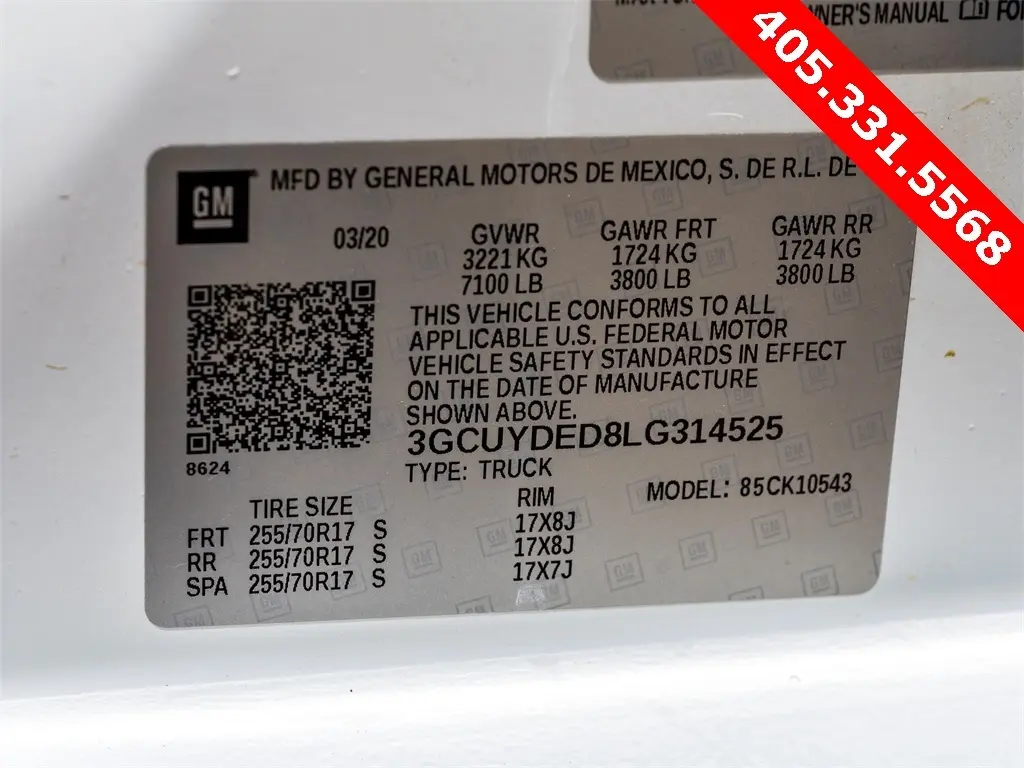 OWNER'S MANUAL
405.331.5568
GM
MFD BY GENERAL MOTORS DE MEXICO, S. DE R.L. DE
03/20
GVWR GAWR FRT GAWR RR
3221 KG 1724 KG 1724 KG
7100 LB 3800 LB 3800 LB
THIS VEHICLE CONFORMS TO ALL
APPLICABLE U.S. FEDERAL MOTOR
VEHICLE SAFETY STANDARDS IN EFFECT
ON THE DATE OF MANUFACTURE
SHOWN ABOVE.
3GCUYDED8LG314525
8624
TYPE: TRUCK
MODEL: 85CK10543
TIRE SIZE RIM
FRT 255/70R17 S 17X8J
RR 255/70R17 S 17X8J
SPA 255/70R17 S 17X7J